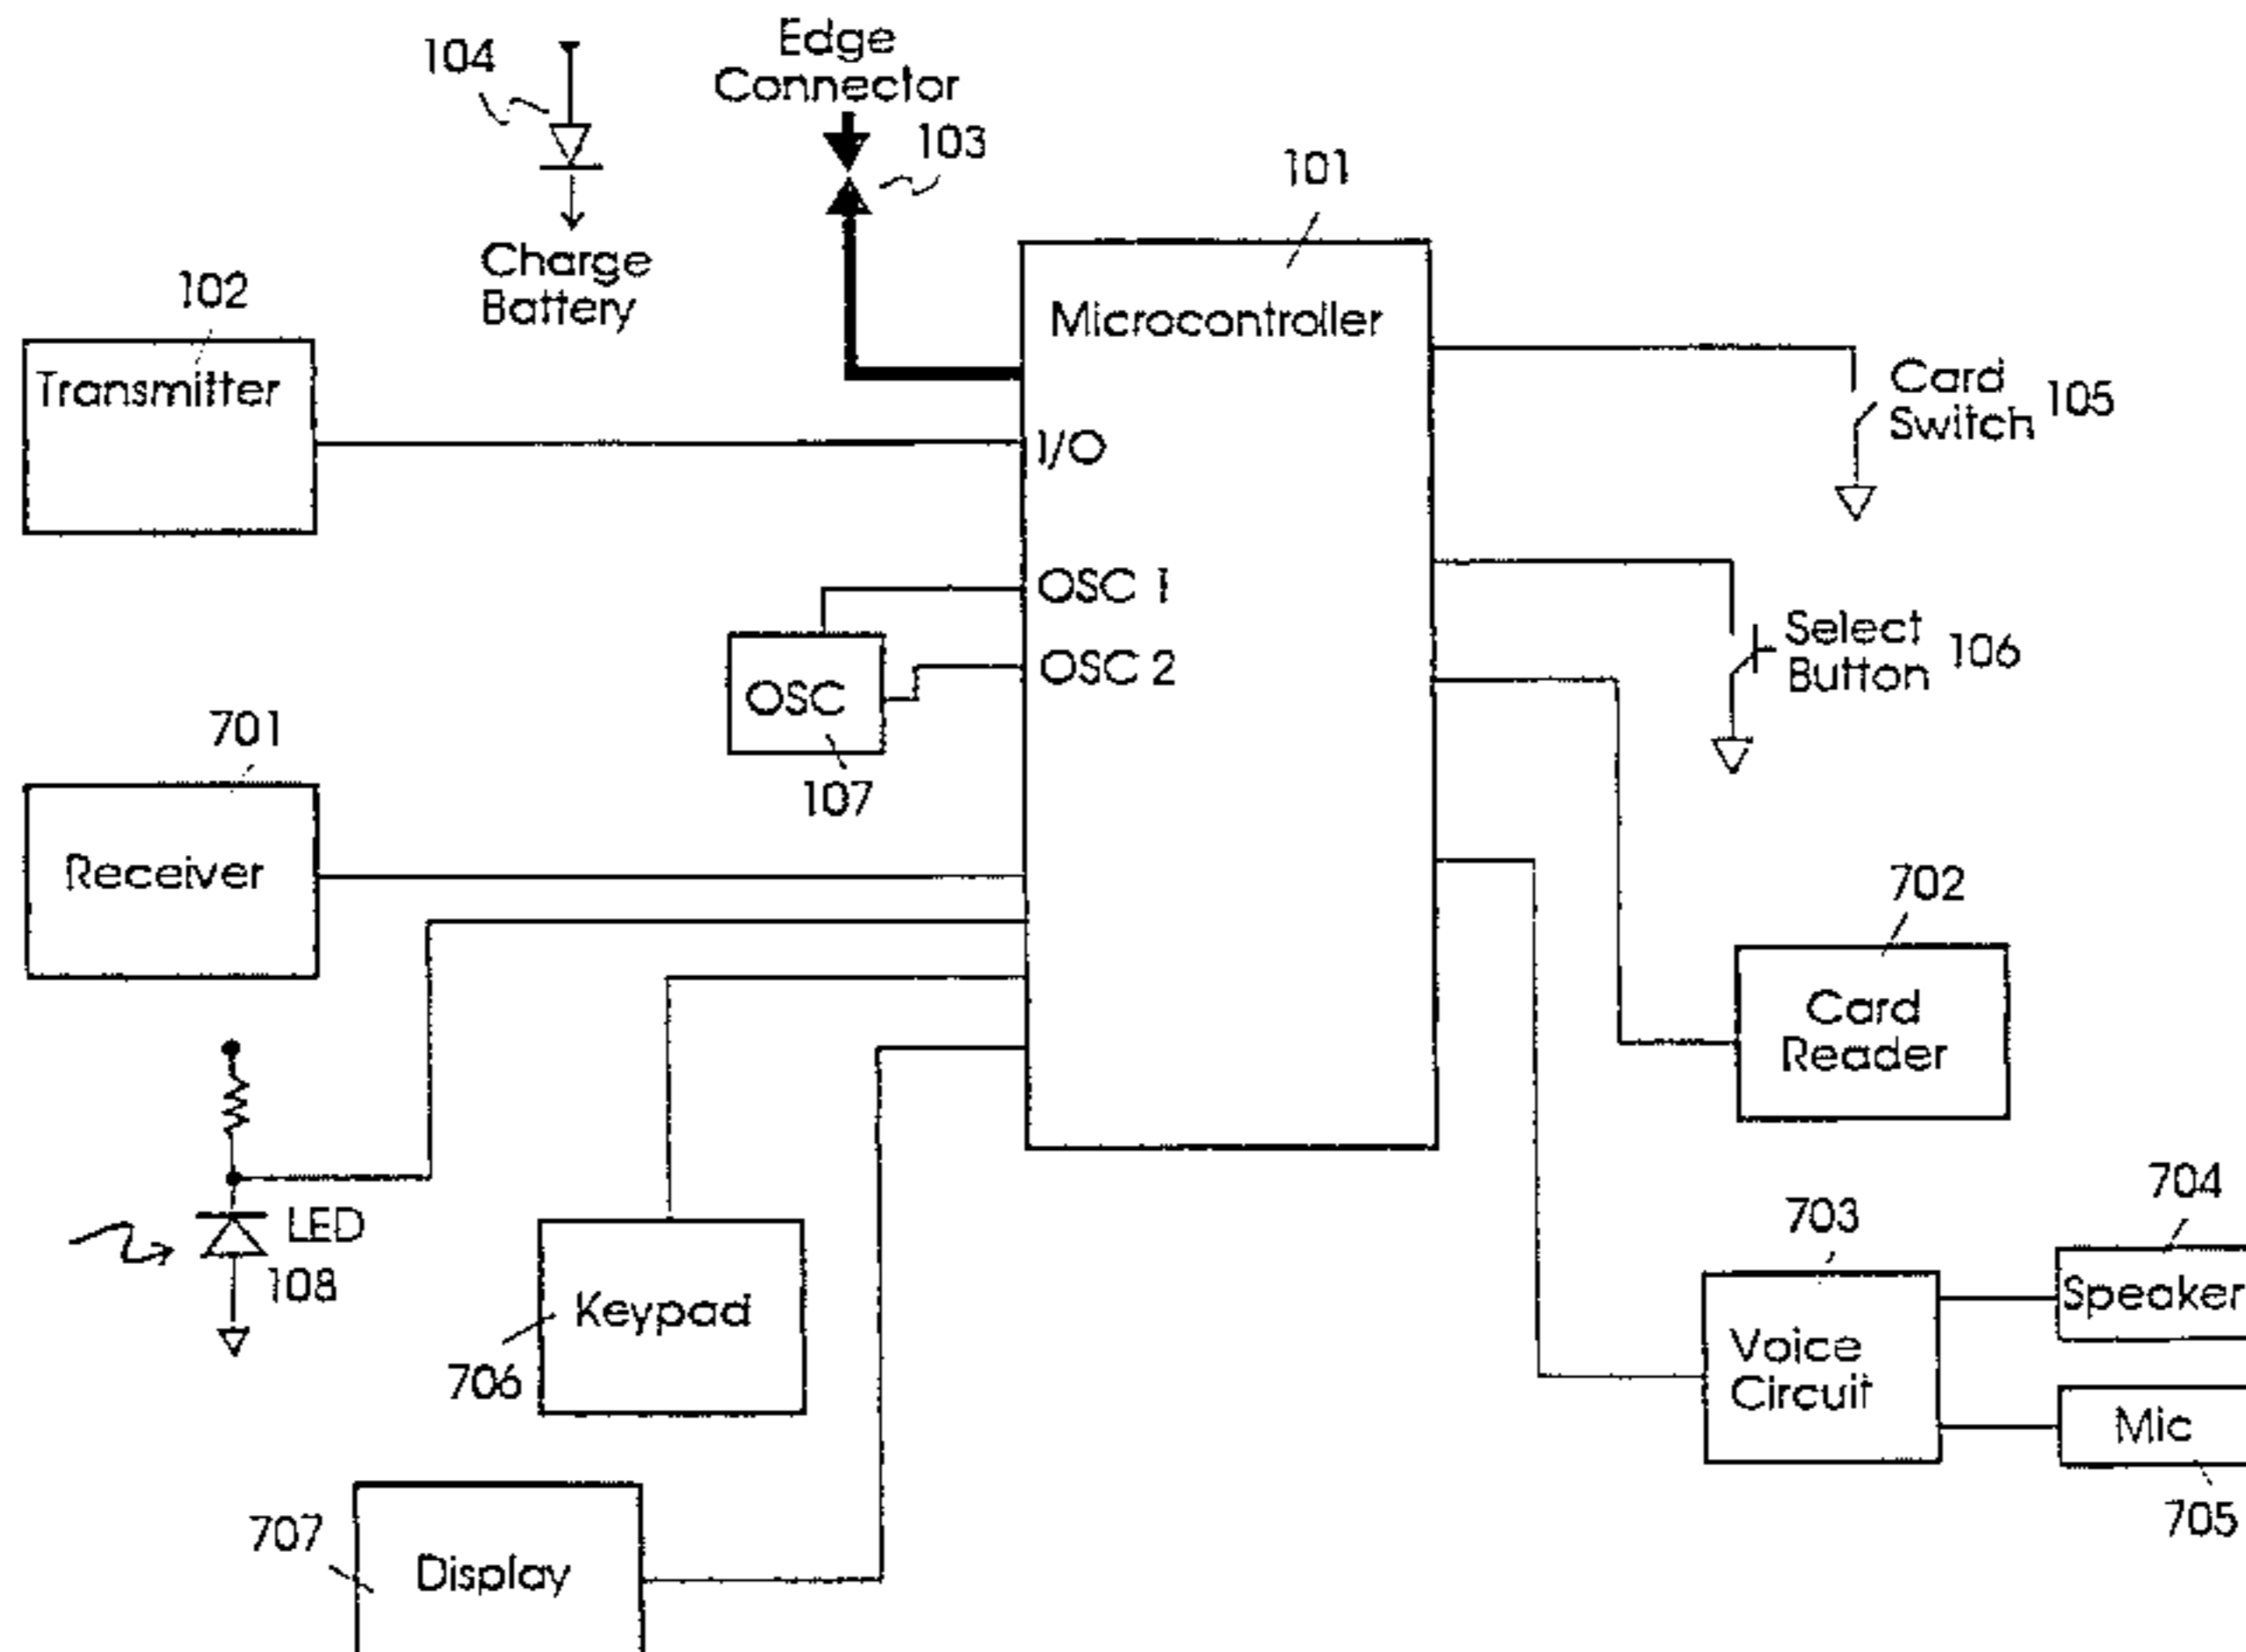 104
Edge
Connector
103
101
Charge
Battery
102
Transmitter
Microcontroller
Card
Switch
105
I/O
OSC 1
OSC 2
OSC
107
Select
Button
106
701
Receiver
702
Card
Reader
LED
108
Keypad
706
703
Voice
Circuit
704
Speaker
Mic
705
707
Display